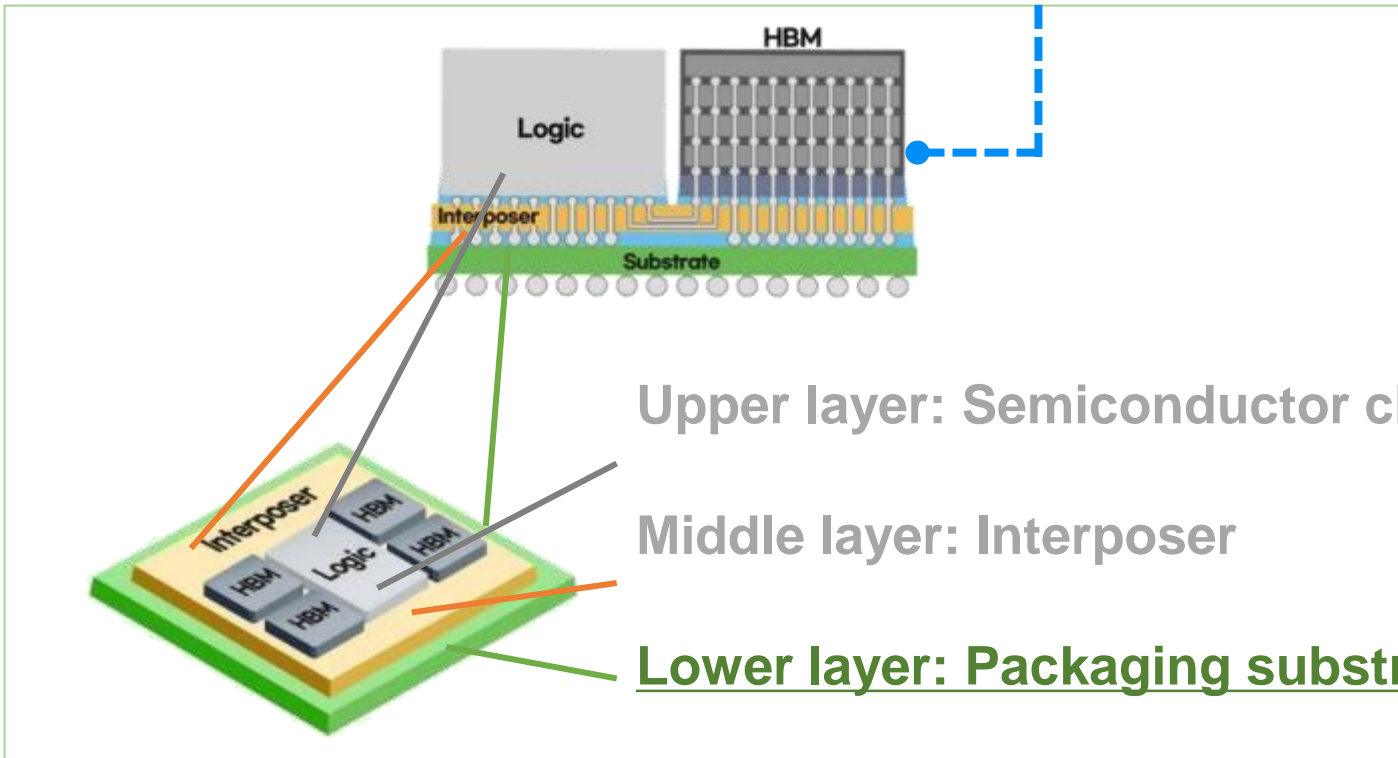 HBM
Logic
Interposer
Substrate
Upper layer: Semiconductor
Middle layer: Interposer
Lower layer: Packaging
Interposer
HBM
HBM
Logic
HBM
HBM